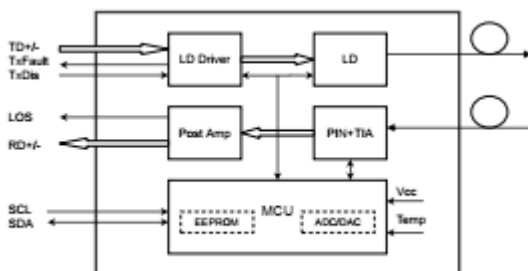 TD+/-
TxFault
TxDis
LD Driver
LD
LOS
RD+/-
Post Amp
PIN+TIA
SCL
SDA
MCU
EEPROM
ADC/DAC
Vcc
Temp